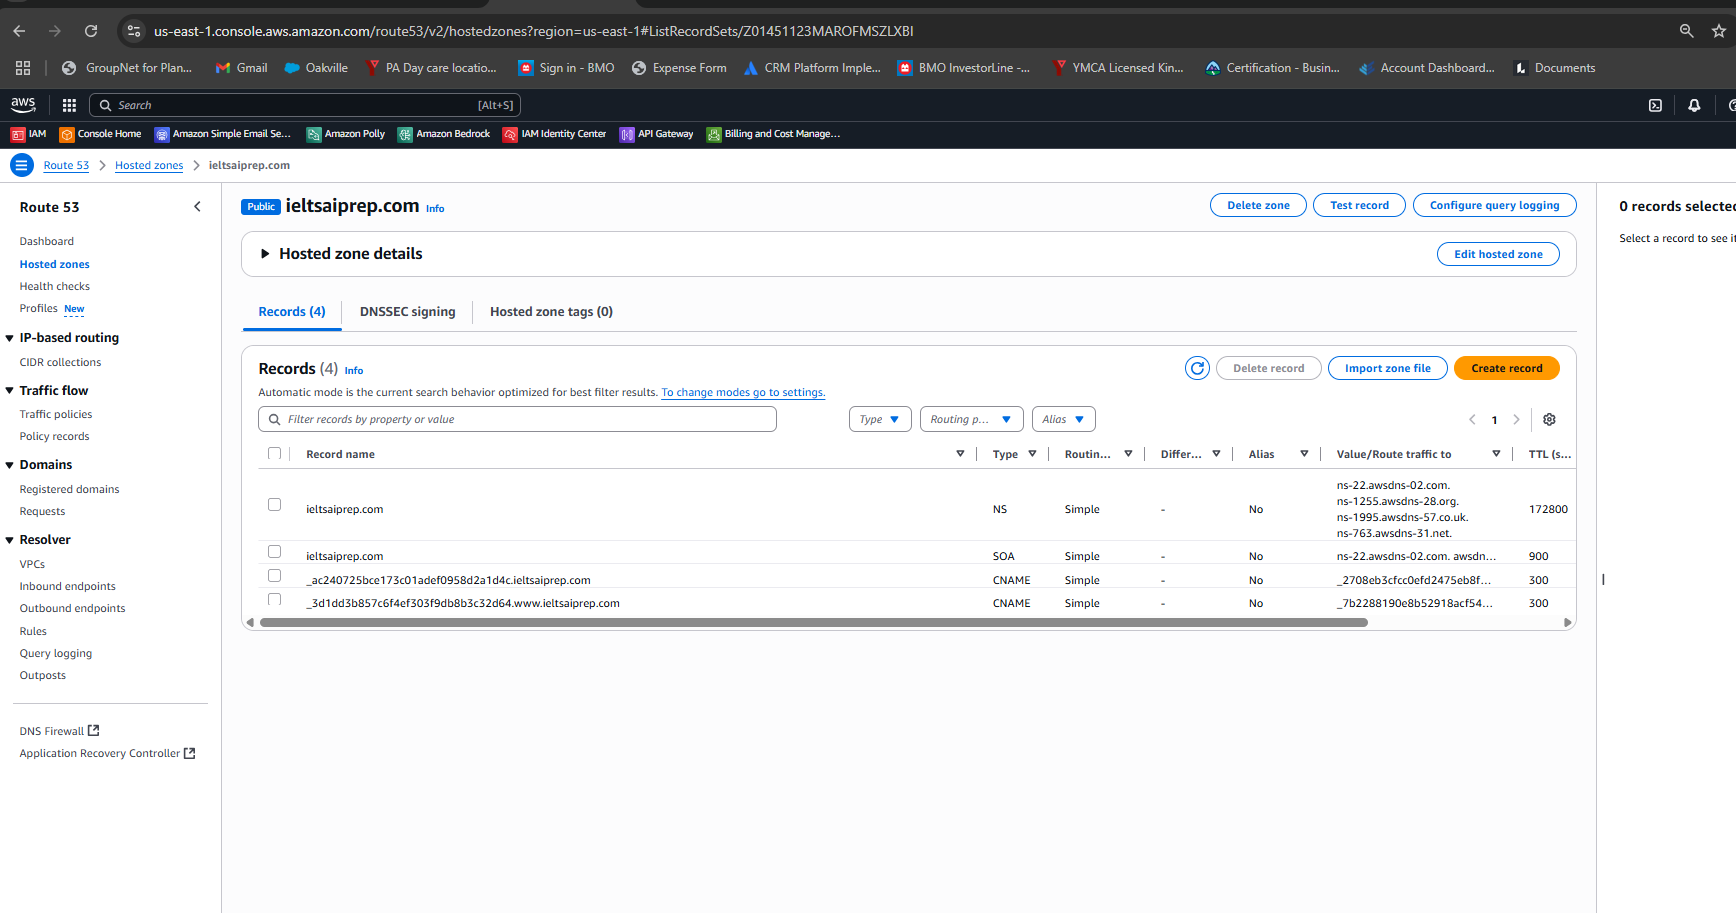 us-east-1.console.aws.amazon.com/route53/v2/hostedzones?region=us-east-1#ListRecordSets/Z01451123MAROFMSZLXBI
GroupNet for Plan... Gmail Oakville PA Day care locatio... Sign in - BMO Expense Form CRM Platform Imple... BMO InvestorLine -... YMCA Licensed Kin... Certification - Busin... Account Dashboard... Documents
aws Search [Alt+S]
IAM Console Home Amazon Simple Email Se... Amazon Polly Amazon Bedrock IAM Identity Center API Gateway Billing and Cost Manage...
Route 53 Hosted zones ieltsaiprep.com
Route 53
Dashboard
Hosted zones
Health checks
Profiles New
IP-based routing
CIDR collections
Traffic flow
Traffic policies
Policy records
Domains
Registered domains
Requests
Resolver
VPCs
Inbound endpoints
Outbound endpoints
Rules
Query logging
Outposts
DNS Firewall
Application Recovery Controller
Public ieltsaiprep.com Info
Delete zone Test record Configure query logging
Hosted zone details Edit hosted zone
Records (4) DNSSEC signing Hosted zone tags (0)
Records (4) Info Delete record Import zone file Create record
Automatic mode is the current search behavior optimized for best filter results. To change modes go to settings.
Filter records by property or value Type Routing p... Alias 1
Record name Type Routin... Differ... Alias Value/Route traffic to TTL (s...
ns-22.awsdns-02.com.
ns-1255.awsdns-28.org.
ieltsaiprep.com NS Simple - No 172800
ns-1995.awsdns-57.co.uk.
ns-763.awsdns-31.net.
ieltsaiprep.com SOA Simple - No ns-22.awsdns-02.com. awsdn... 900
_ac240725bce173c01adef0958d2a1d4c.ieltsaiprep.com CNAME Simple - No _2708eb3cfcc0efd2475eb8f... 300
_3d1dd3b857c6f4ef303f9db8b3c32d64.www.ieltsaiprep.com CNAME Simple - No _7b2288190e8b52918acf54... 300
0 records selected
Select a record to see